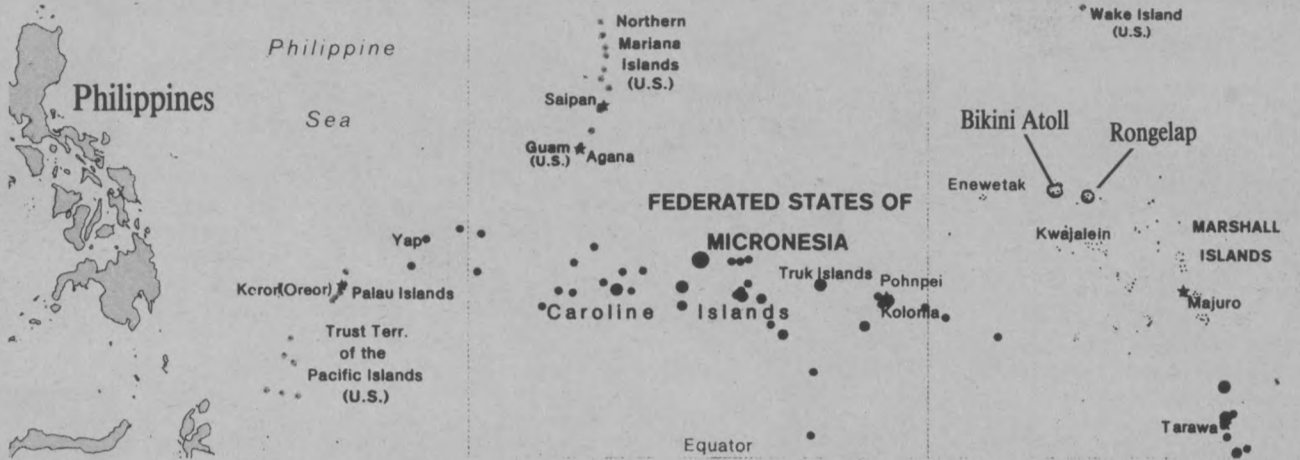 Philippine
Sea
Philippines
Northern
Mariana
Islands
(U.S.)
Saipan
Guam
(U.S.)
Agana
Wake Island
(U.S.)
Bikini Atoll
Rongelap
Enewetak
Kwajalein
MARSHALL
ISLANDS
Majuro
FEDERATED STATES OF
MICRONESIA
Yap
Koror(Oreor)
Palau Islands
Truk Islands
Pohnpei
Kolonia
Caroline Islands
Trust Terr.
of the
Pacific Islands
(U.S.)
Tarawa
Equator